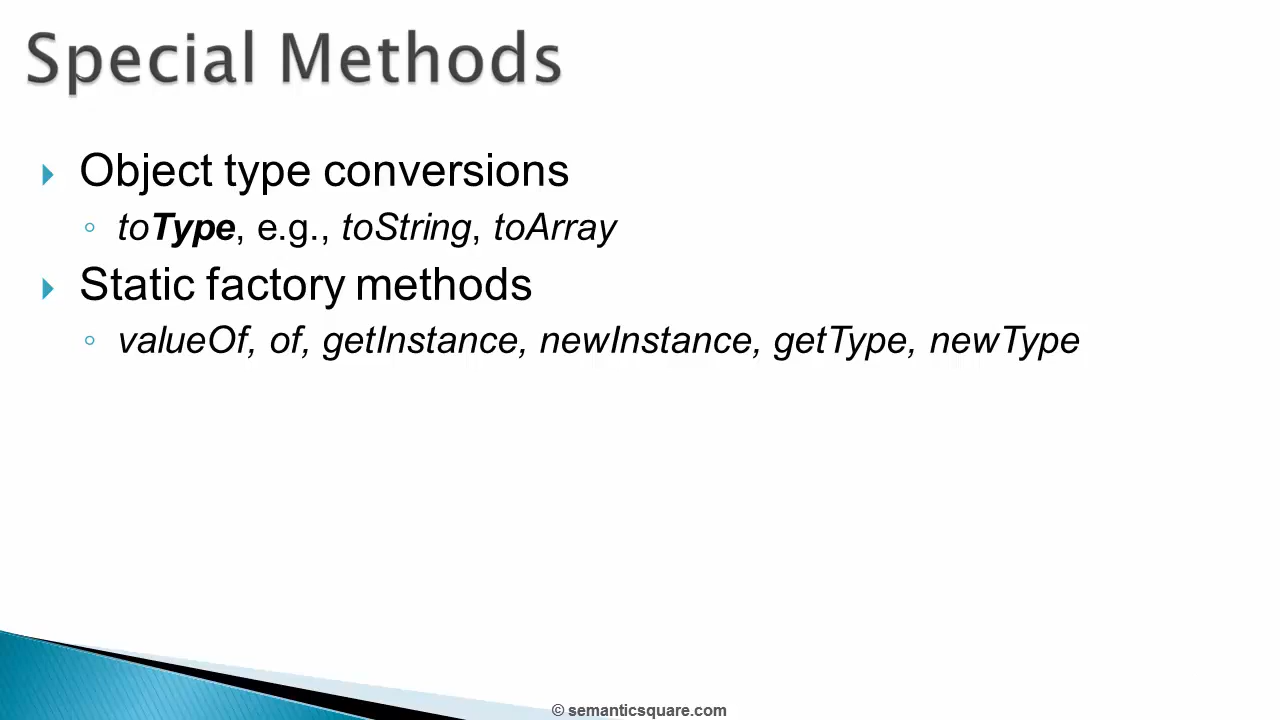 Special Methods
Object type conversions
toType, e.g., toString, toArray
Static factory methods
valueOf, of, getInstance, newInstance, getType, newType
© semanticsquare.com